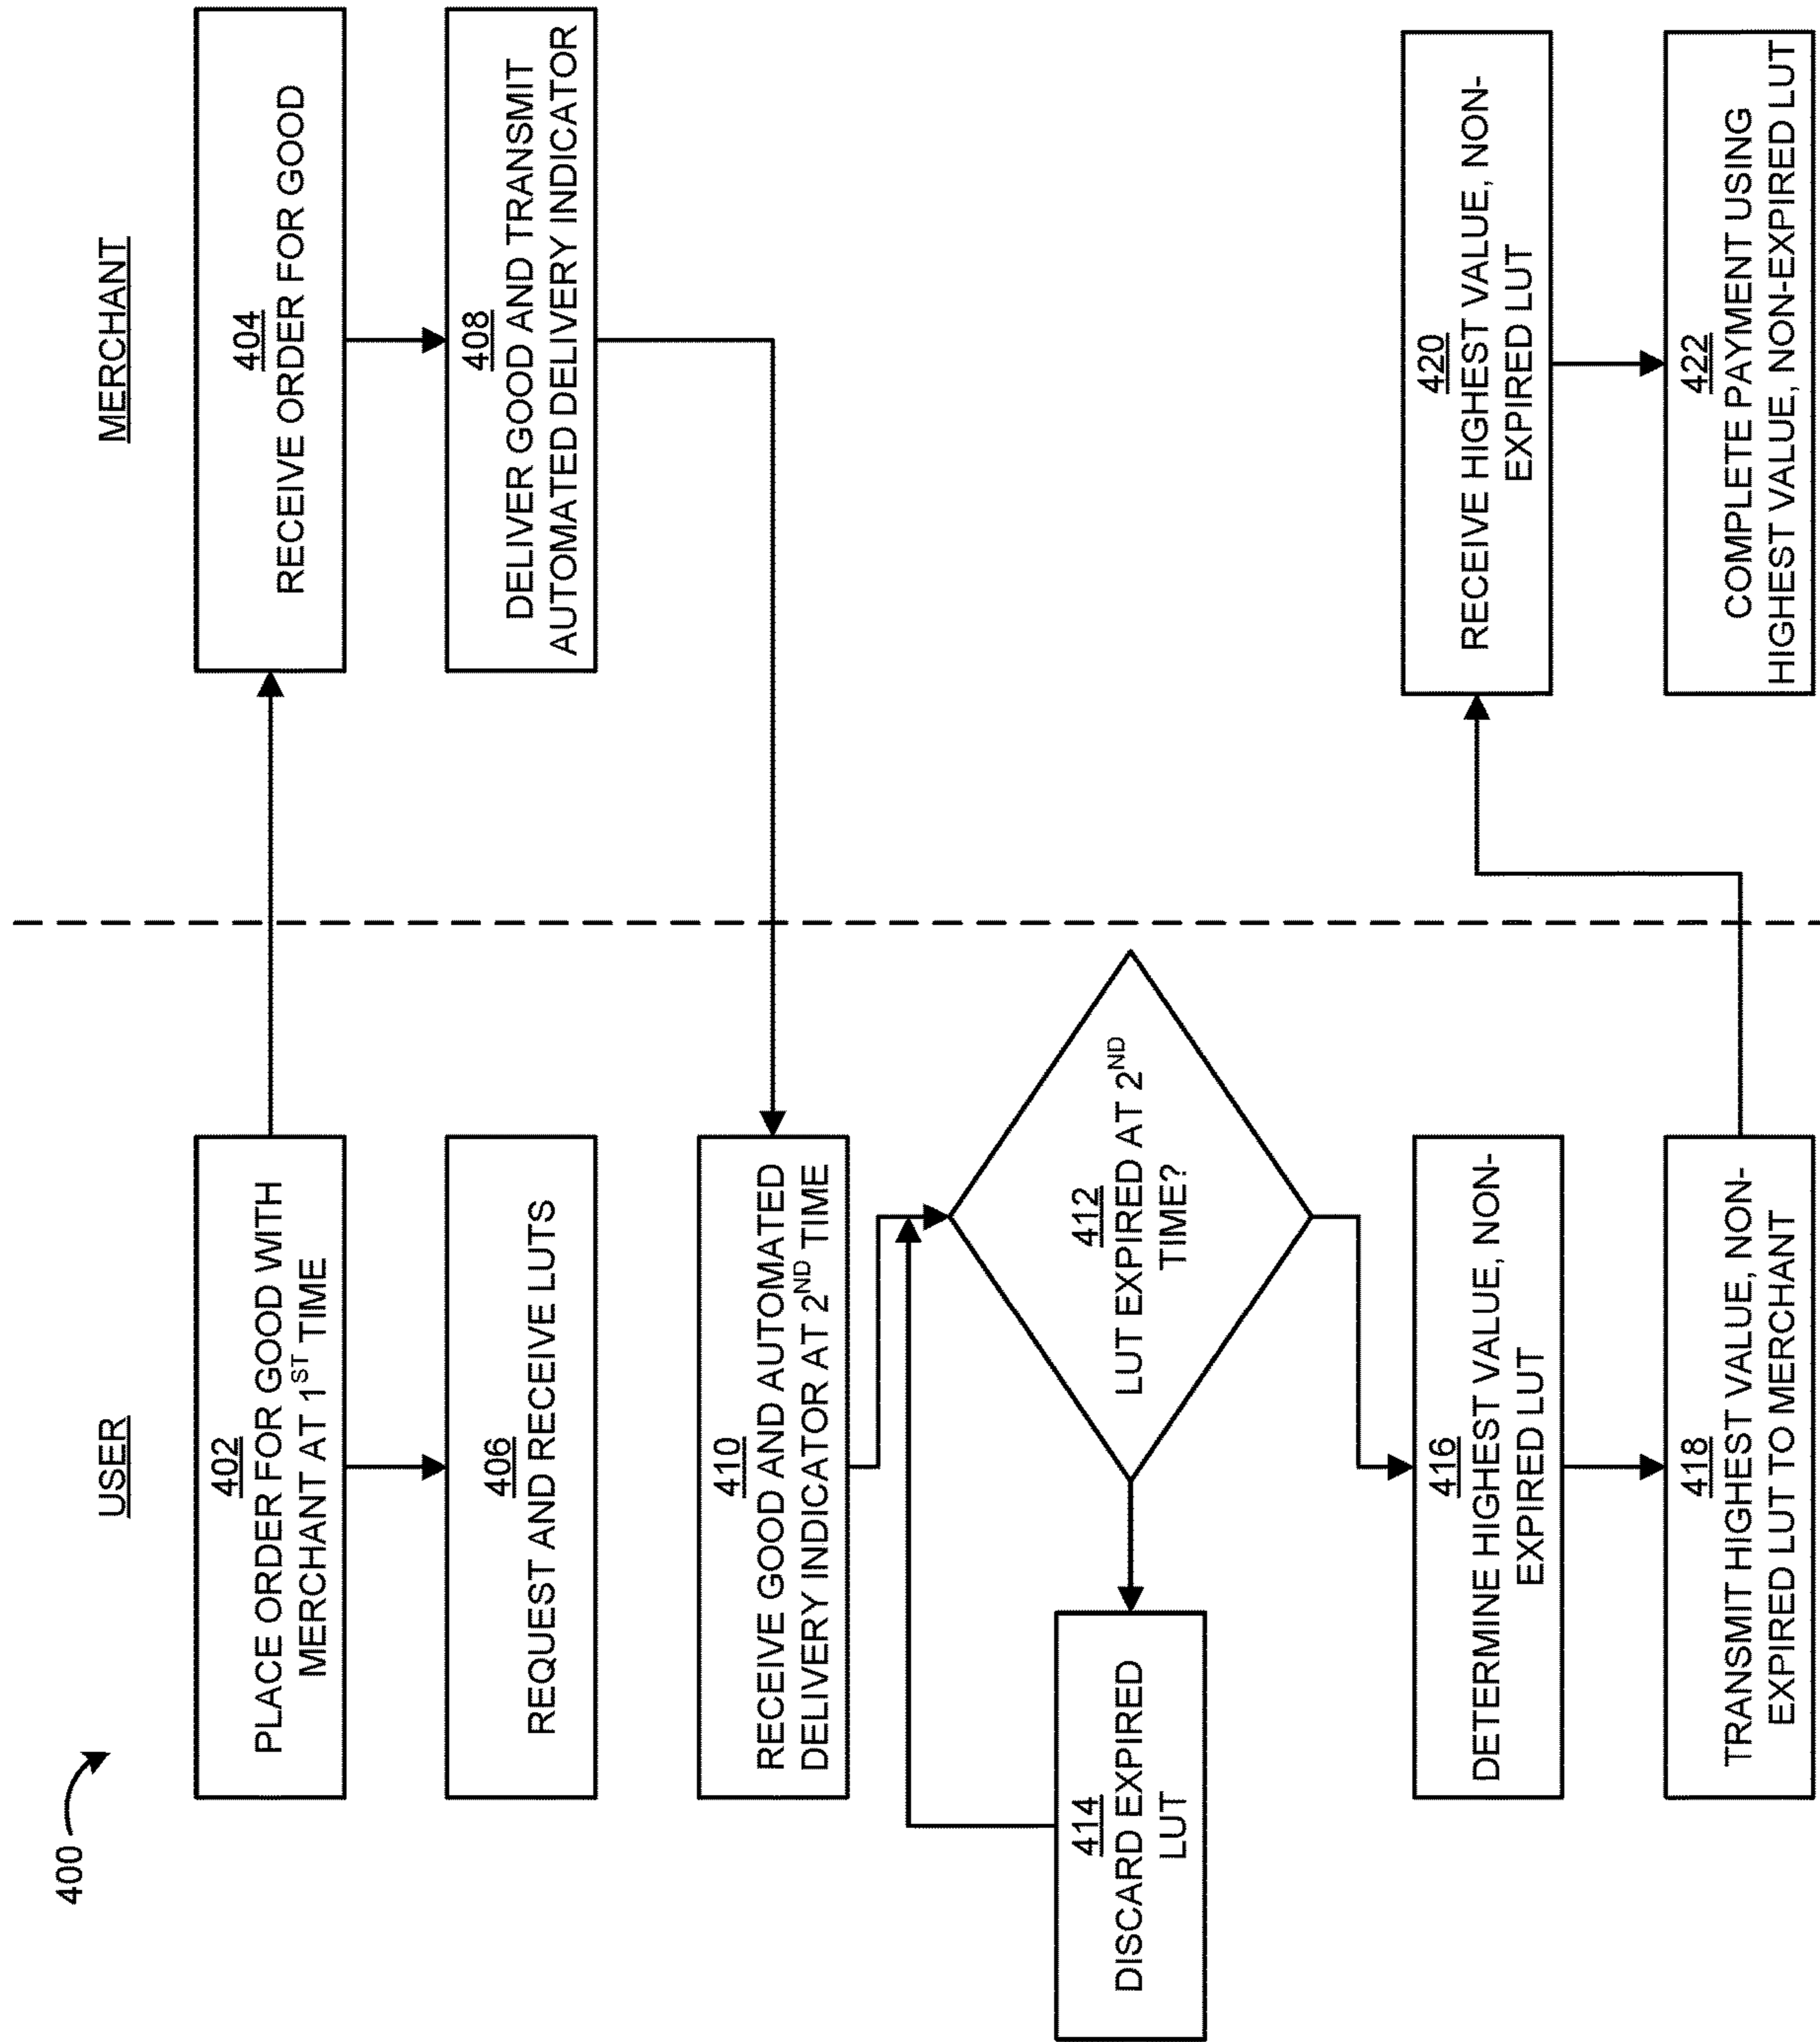 400
USER
MERCHANT
402
PLACE ORDER FOR GOOD WITH
MERCHANT AT 1ST TIME
404
RECEIVE ORDER FOR GOOD
406
REQUEST AND RECEIVE LUTS
408
DELIVER GOOD AND TRANSMIT
AUTOMATED DELIVERY INDICATOR
410
RECEIVE GOOD AND AUTOMATED
DELIVERY INDICATOR AT 2ND TIME
412
LUT EXPIRED AT 2ND
TIME?
414
DISCARD EXPIRED
LUT
416
DETERMINE HIGHEST VALUE, NON-
EXPIRED LUT
418
TRANSMIT HIGHEST VALUE, NON-
EXPIRED LUT TO MERCHANT
420
RECEIVE HIGHEST VALUE, NON-
EXPIRED LUT
422
COMPLETE PAYMENT USING
HIGHEST VALUE, NON-EXPIRED LUT